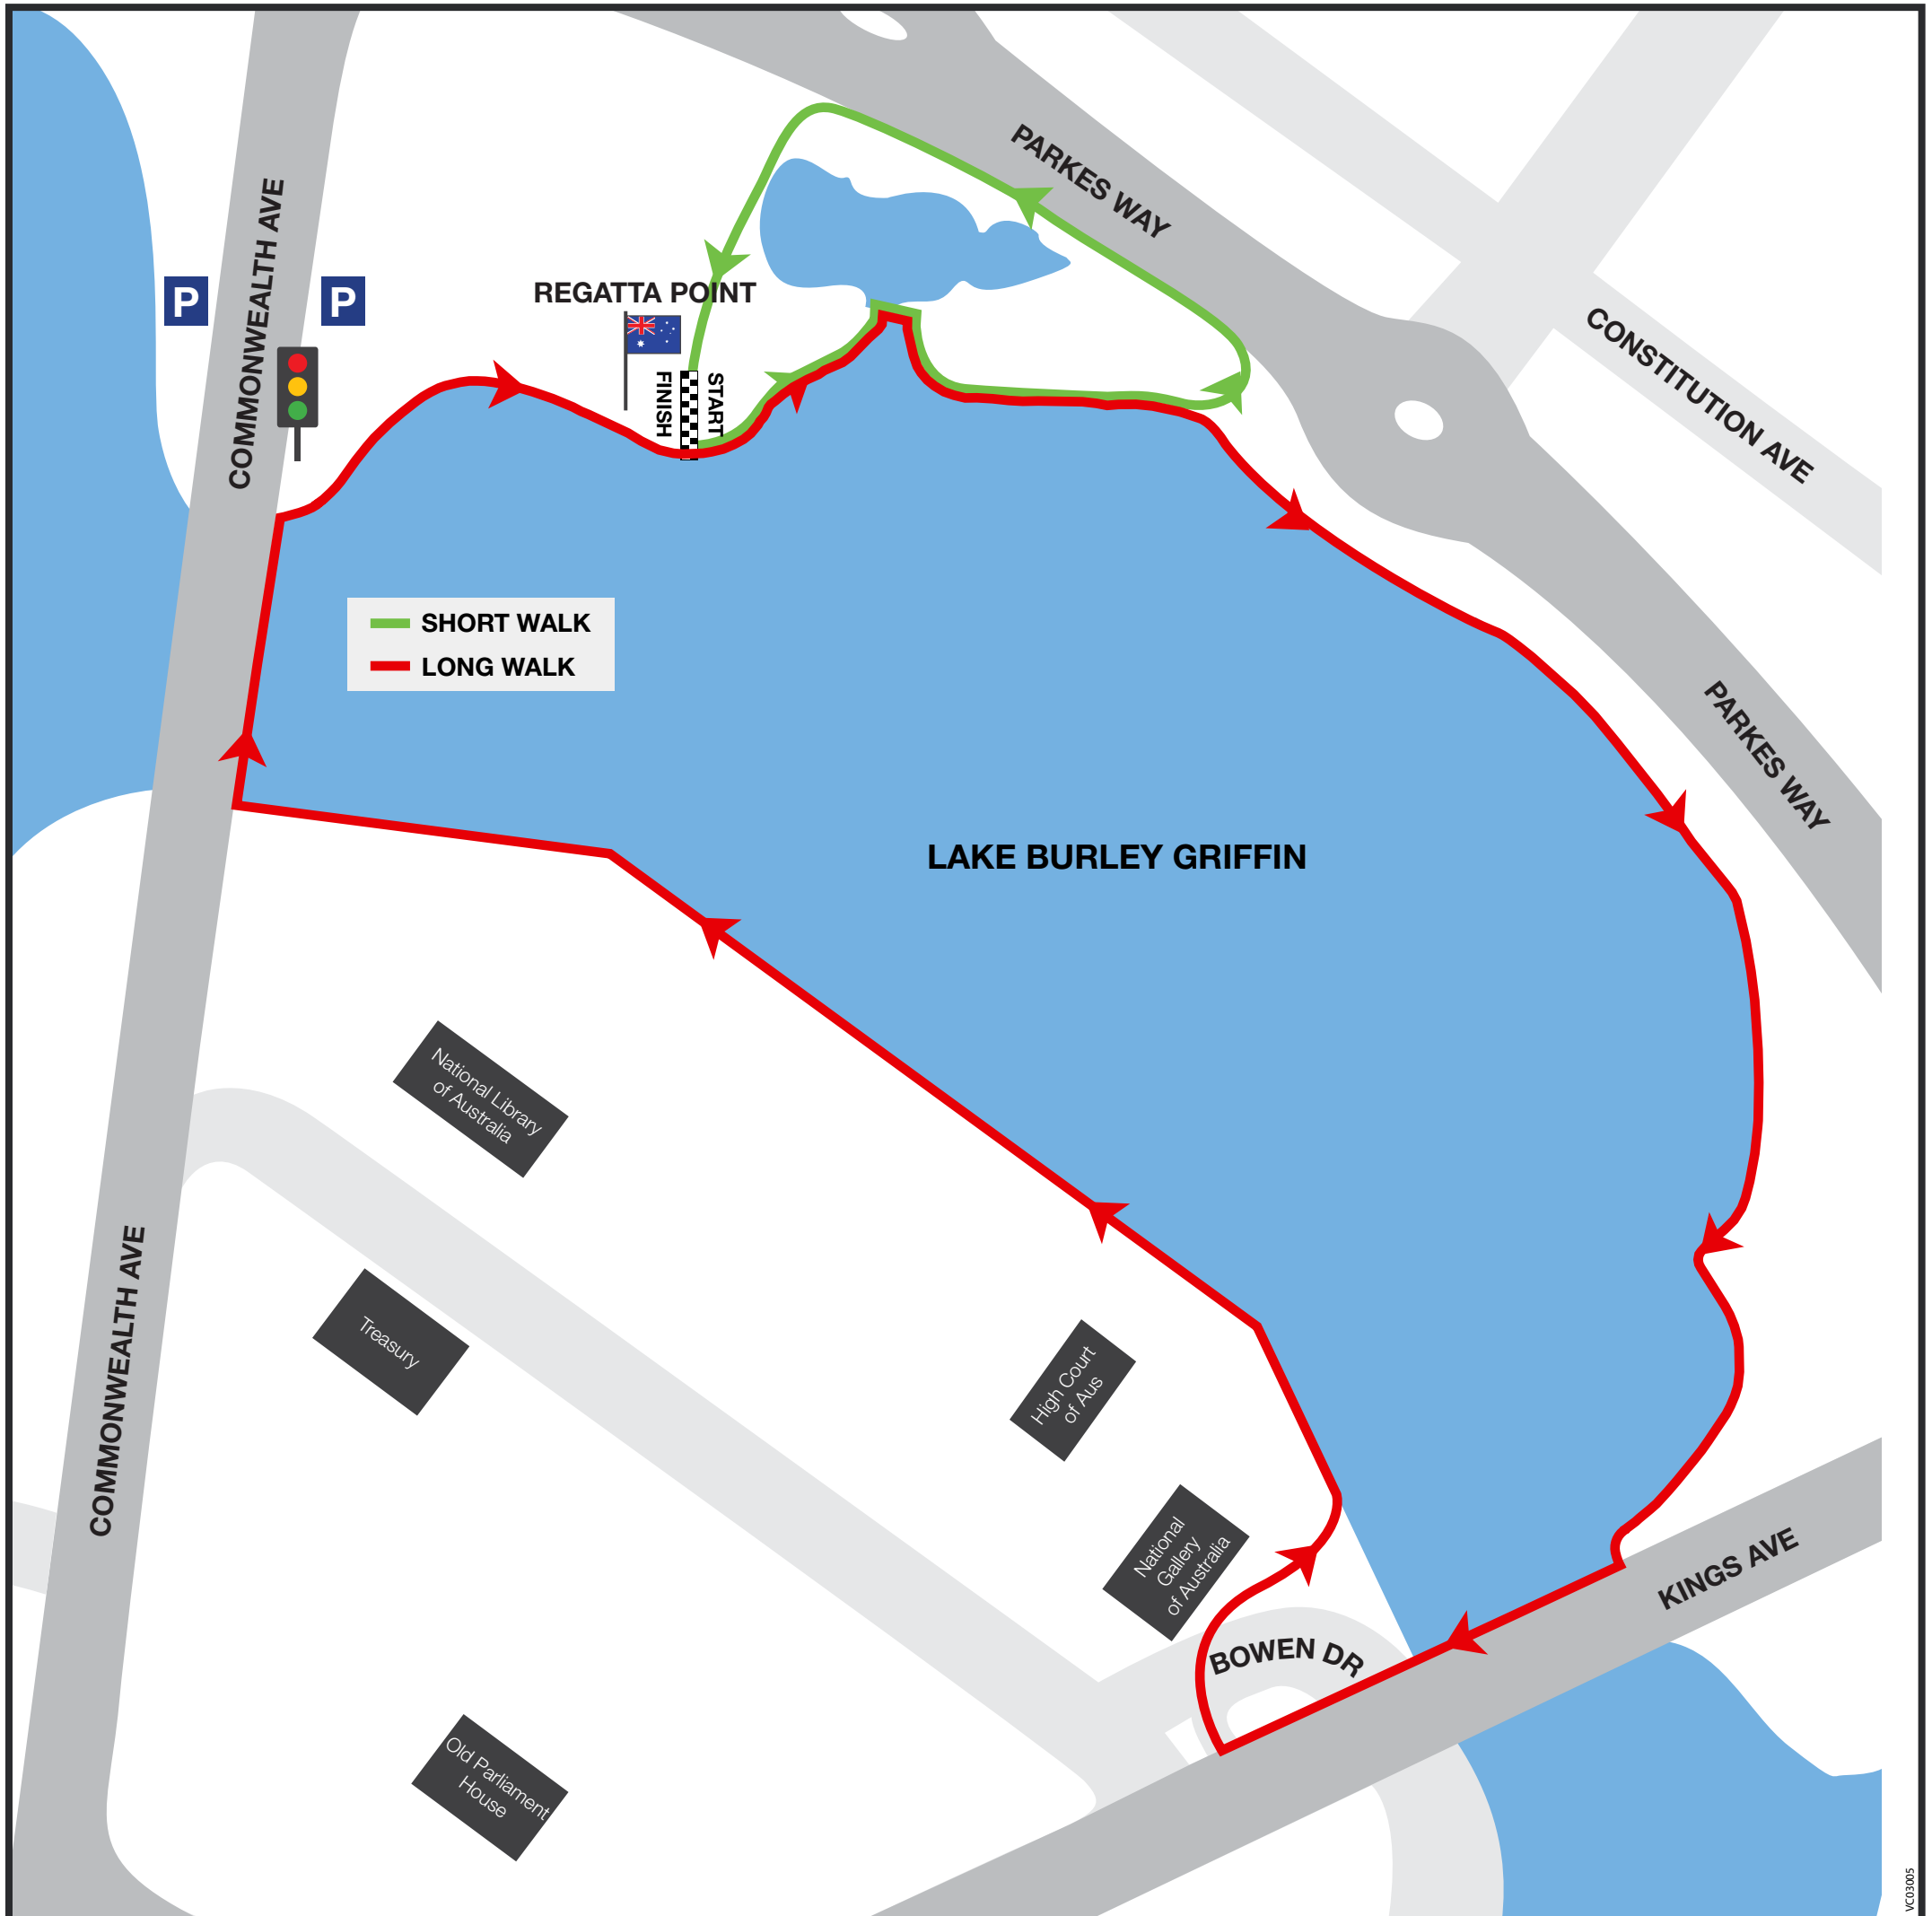 PARKES WAY
COMMONWEALTH AVE
P
P
REGATTA POINT
FINISH
START
CONSTITUTION AVE
SHORT WALK
LONG WALK
PARKES WAY
LAKE BURLEY GRIFFIN
National Library
of Australia
COMMONWEALTH AVE
Treasury
High Court
of Aus
National
Gallery
of Australia
KINGS AVE
BOWEN DR
Old Parliament
House
VC03005